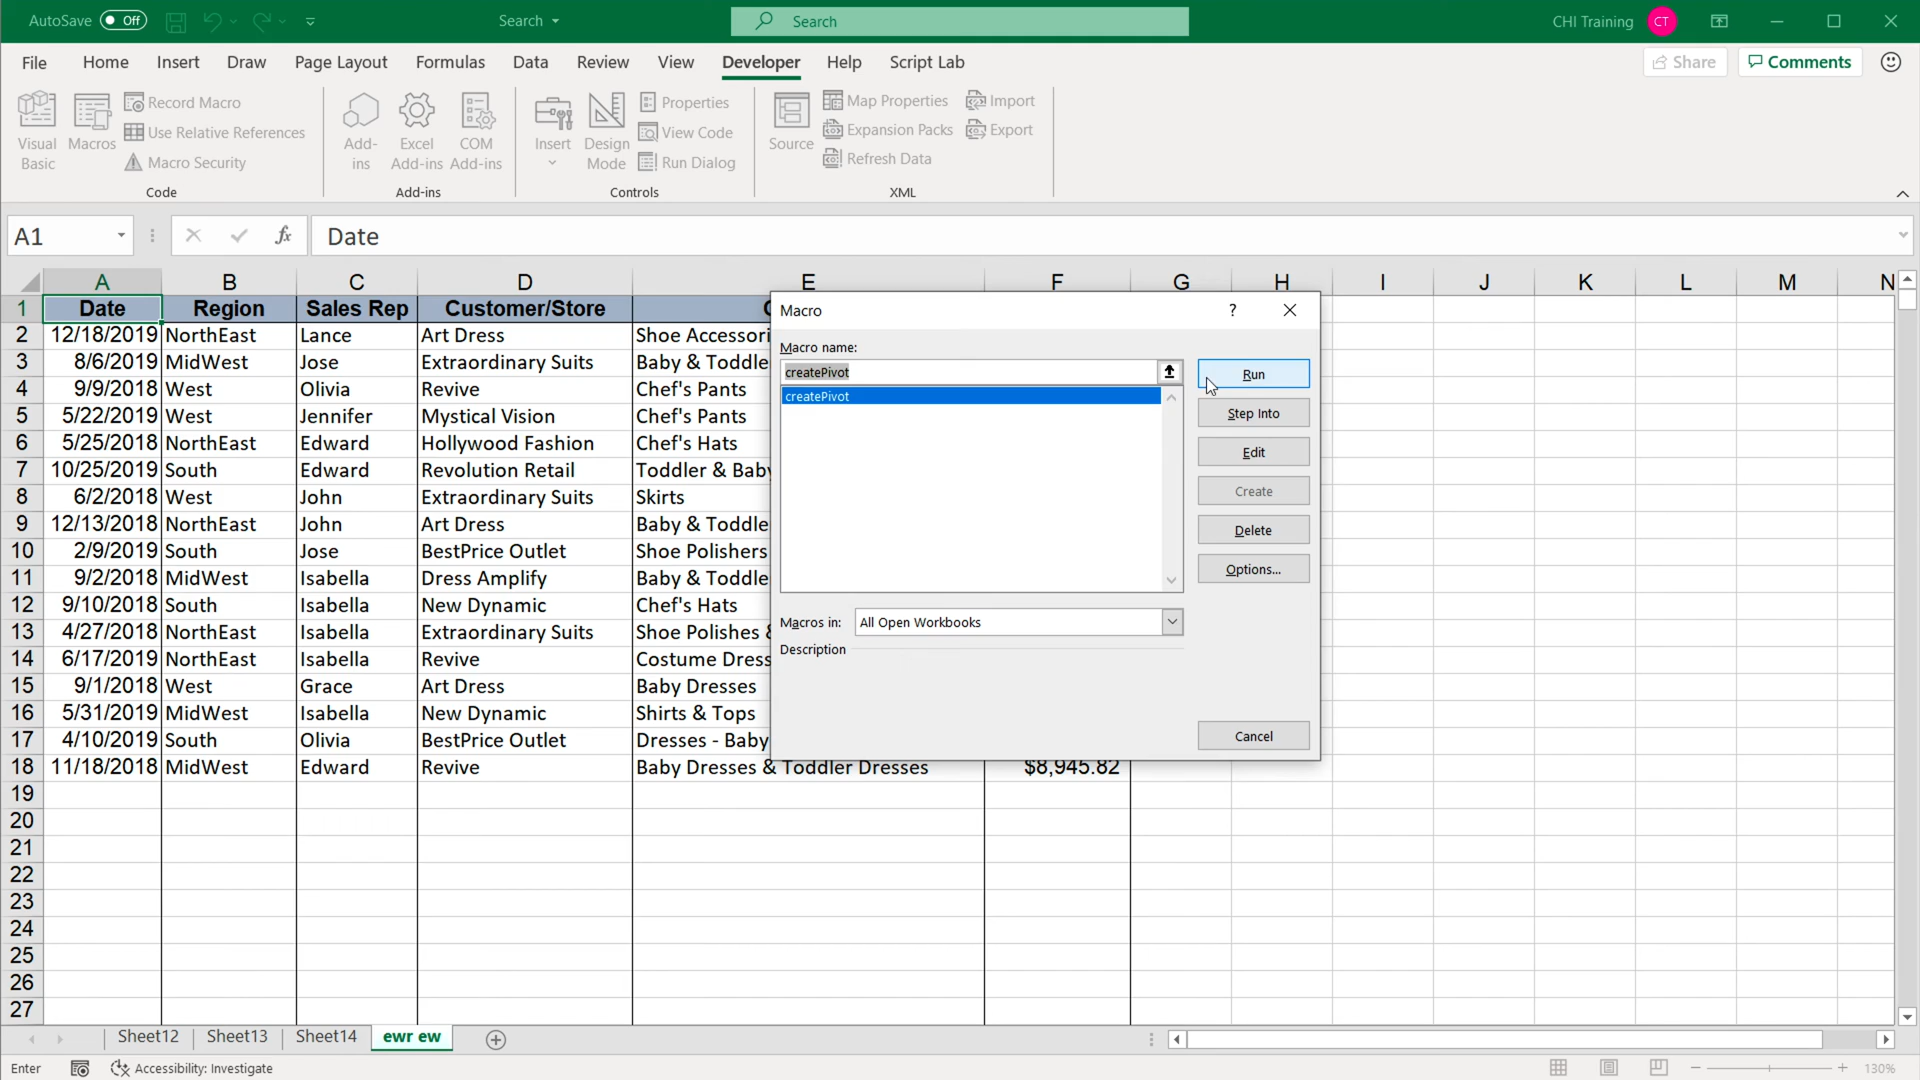 AutoSave Off Search Search CHI Training CT
File Home Insert Draw Page Layout Formulas Data Review View Developer Help Script Lab Share Comments
Visual Basic
Macros
Record Macro
Use Relative References
Macro Security
Code
Add-ins
Excel Add-ins
COM Add-ins
Add-ins
Insert
Design Mode
Properties
View Code
Run Dialog
Controls
Source
Map Properties
Expansion Packs
Refresh Data
Import
Export
XML
A1 fx Date
A B C D E F G H I J K L M N
1 Date Region Sales Rep Customer/Store
2 12/18/2019 NorthEast Lance Art Dress Shoe Accessori
3 8/6/2019 MidWest Jose Extraordinary Suits Baby & Toddle
4 9/9/2018 West Olivia Revive Chef's Pants
5 5/22/2019 West Jennifer Mystical Vision Chef's Pants
6 5/25/2018 NorthEast Edward Hollywood Fashion Chef's Hats
7 10/25/2019 South Edward Revolution Retail Toddler & Baby
8 6/2/2018 West John Extraordinary Suits Skirts
9 12/13/2018 NorthEast John Art Dress Baby & Toddle
10 2/9/2019 South Jose BestPrice Outlet Shoe Polishers
11 9/2/2018 MidWest Isabella Dress Amplify Baby & Toddle
12 9/10/2018 South Isabella New Dynamic Chef's Hats
13 4/27/2018 NorthEast Isabella Extraordinary Suits Shoe Polishes &
14 6/17/2019 NorthEast Isabella Revive Costume Dress
15 9/1/2018 West Grace Art Dress Baby Dresses
16 5/31/2019 MidWest Isabella New Dynamic Shirts & Tops
17 4/10/2019 South Olivia BestPrice Outlet Dresses - Baby
18 11/18/2018 MidWest Edward Revive Baby Dresses & Toddler Dresses $8,945.82
19
20
21
22
23
24
25
26
27
Macro ?
Macro name:
createPivot
createPivot
Run
Step Into
Edit
Create
Delete
Options...
Macros in: All Open Workbooks
Description
Cancel
Sheet12 Sheet13 Sheet14 ewr ew
Enter Accessibility: Investigate 130%